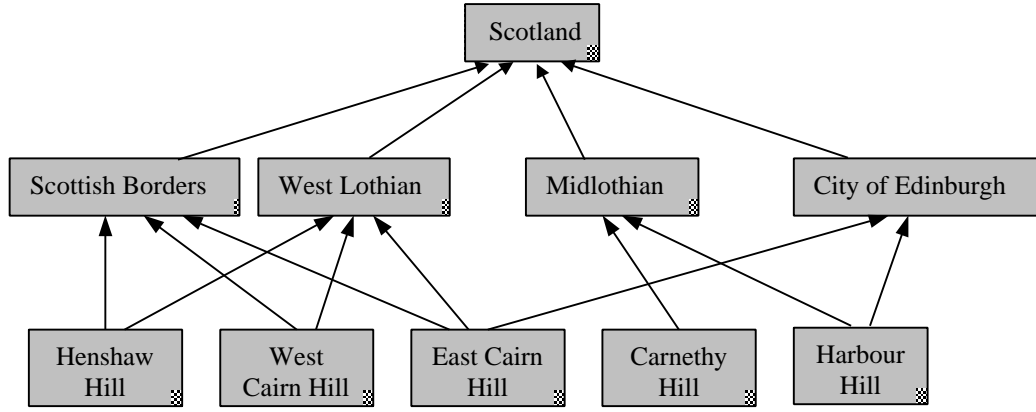 Scotland
Scottish Borders
West Lothian
Midlothian
City of Edinburgh
Henshaw
Hill
West
Cairn Hill
East Cairn
Hill
Carnethy
Hill
Harbour
Hill